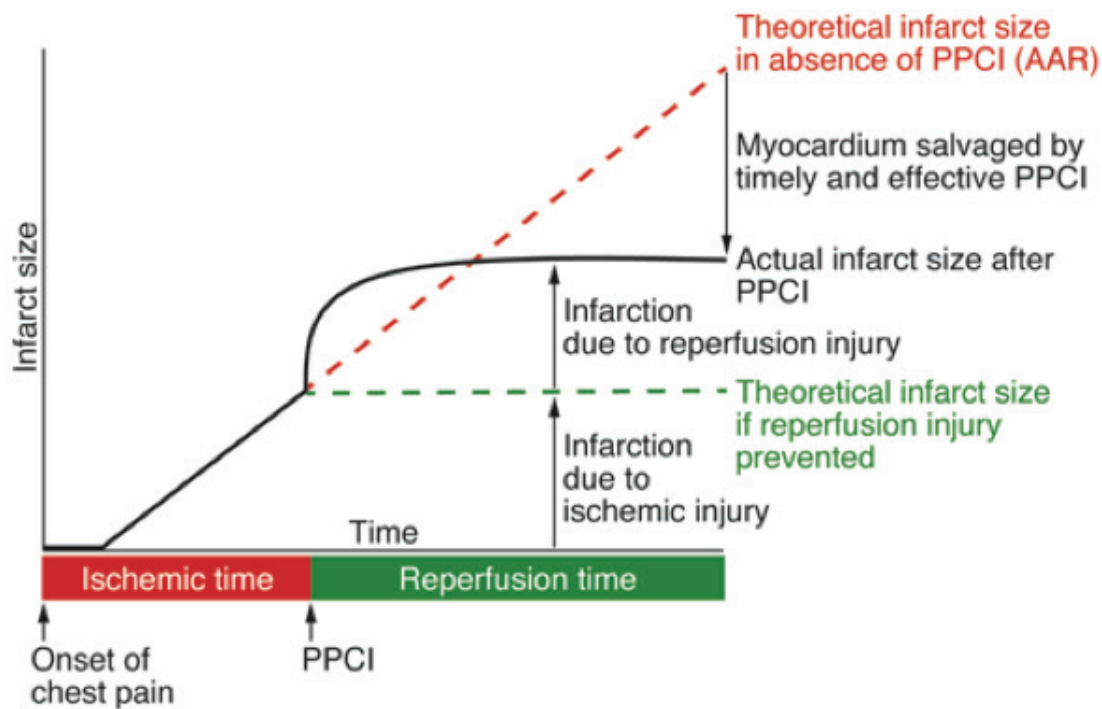 Theoretical infarct size
in absence of PPCI (AAR)
Myocardium salvaged by
timely and effective PPCI
Actual infarct size after
PPCI
Infarction
due to reperfusion injury
Theoretical infarct size
if reperfusion injury
prevented
Infarction
due to
ischemic injury
Infarct size
Time
Ischemic time
Reperfusion time
Onset of
chest pain
PPCI